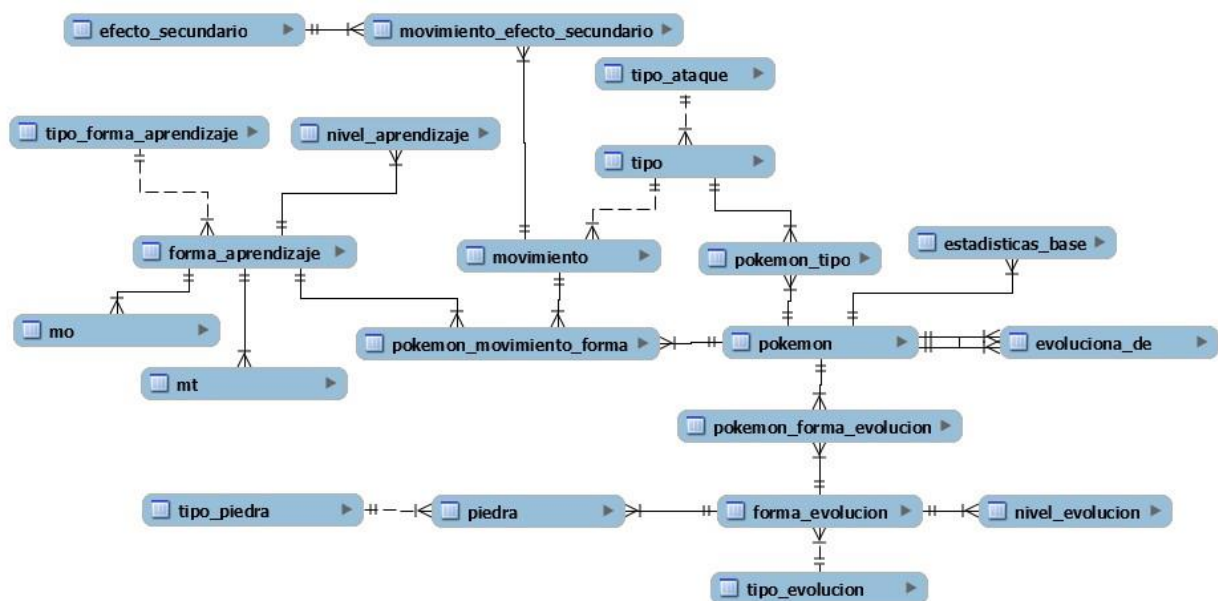 efecto_secundario
movimiento_efecto_secundario
tipo_ataque
tipo_forma_aprendizaje
nivel_aprendizaje
tipo
forma_aprendizaje
movimiento
pokemon_tipo
estadisticas_base
mo
pokemon_movimiento_forma
pokemon
evoluciona_de
mt
pokemon_forma_evolucion
tipo_piedra
piedra
forma_evolucion
nivel_evolucion
tipo_evolucion